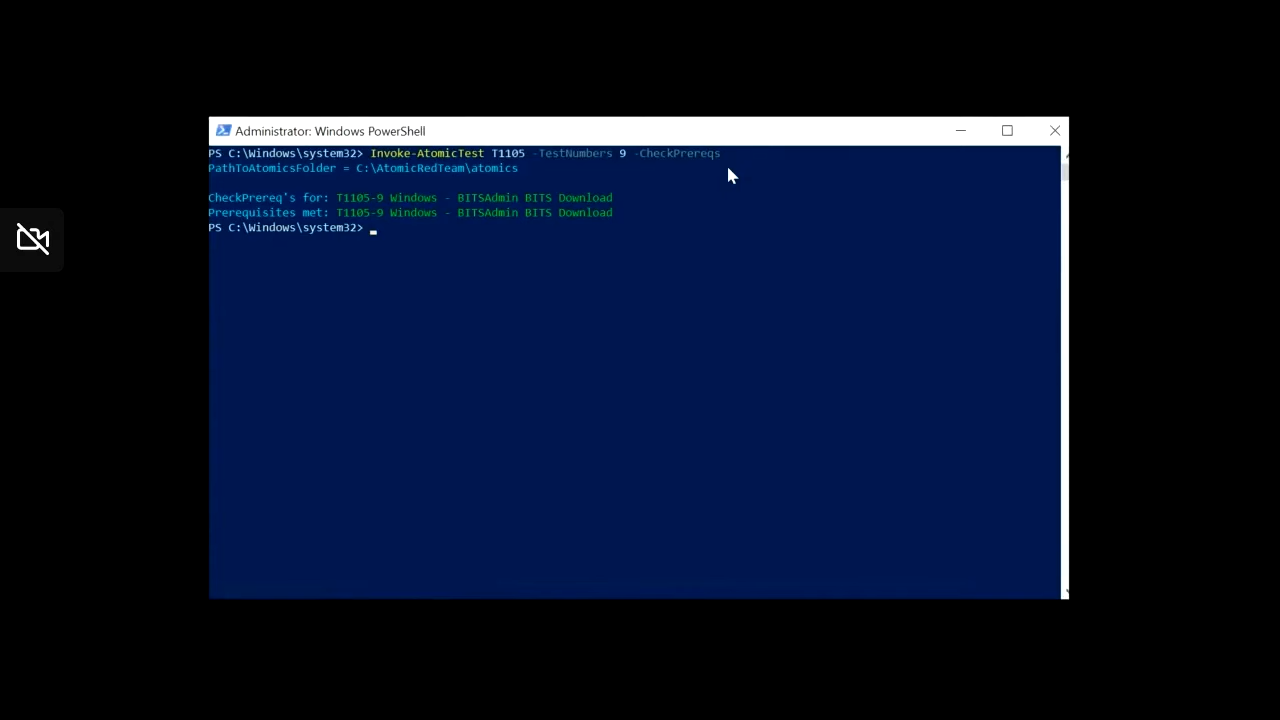 Administrator: Windows PowerShell
PS C:\Windows\system32> Invoke-AtomicTest T1105 -TestNumbers 9 -CheckPrereqs
PathToAtomicsFolder = C:\AtomicRedTeam\atomics
CheckPrereq's for: T1105-9 Windows - BITSAdmin BITS Download
Prerequisites met: T1105-9 Windows - BITSAdmin BITS Download
PS C:\Windows\system32>